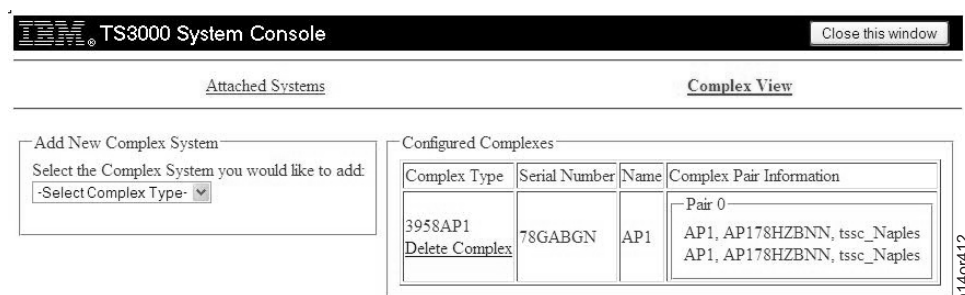 IBM® TS3000 System Console
Close this window
Attached Systems
Complex View
Add New Complex System
Select the Complex System you would like to add:
-Select Complex Type-
Configured Complexes
Complex Type Serial Number Name Complex Pair Information
3958AP1
Delete Complex
78GABGN
AP1
Pair 0
AP1, AP178HZBNN, tssc_Naples
AP1, AP178HZBNN, tssc_Naples